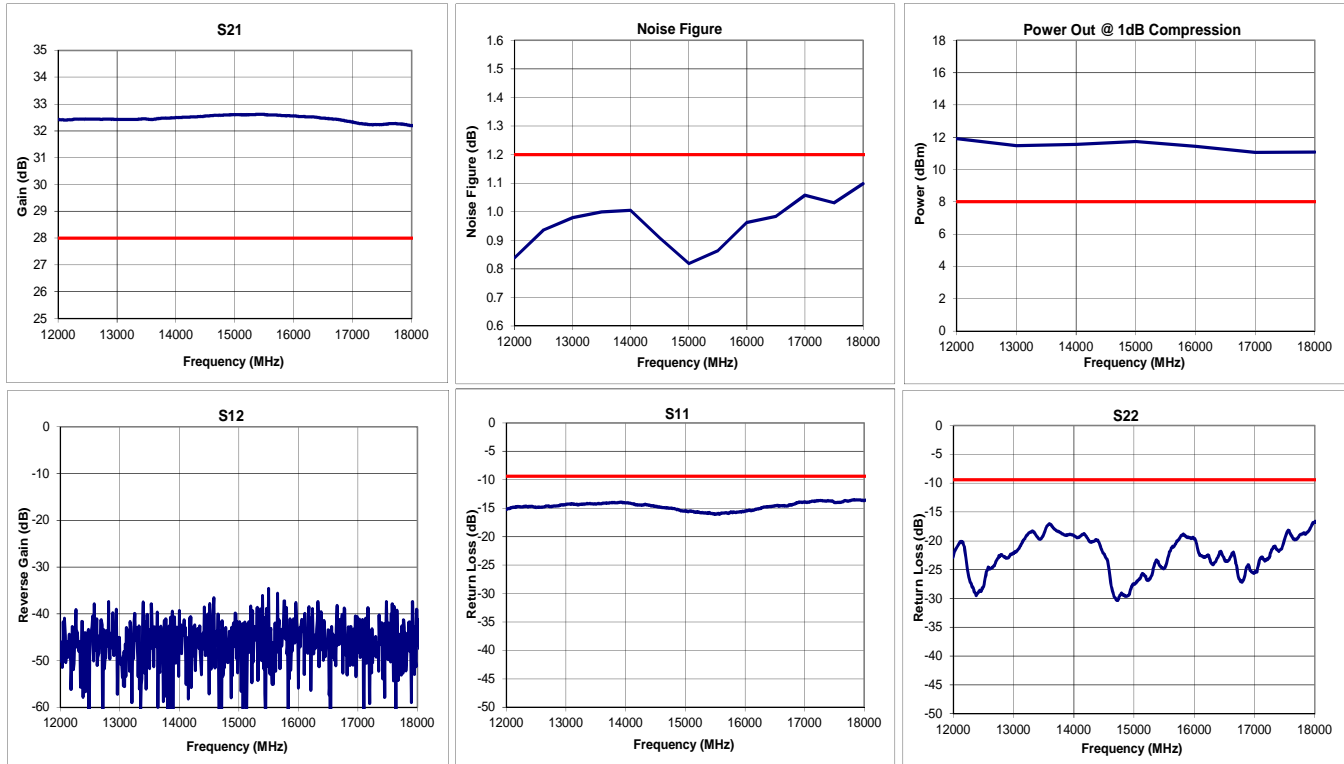 S21
Gain (dB)
35
34
33
32
31
30
29
28
27
26
25
12000 13000 14000 15000 16000 17000 18000
Frequency (MHz)
Noise Figure
Noise Figure (dB)
1.6
1.5
1.4
1.3
1.2
1.1
1.0
0.9
0.8
0.7
0.6
12000 13000 14000 15000 16000 17000 18000
Frequency (MHz)
Power Out @ 1dB Compression
Power (dBm)
18
16
14
12
10
8
6
4
2
0
12000 13000 14000 15000 16000 17000 18000
Frequency (MHz)
S12
Reverse Gain (dB)
0
-10
-20
-30
-40
-50
-60
12000 13000 14000 15000 16000 17000 18000
Frequency (MHz)
S11
Return Loss (dB)
0
-5
-10
-15
-20
-25
-30
-35
-40
-45
-50
12000 13000 14000 15000 16000 17000 18000
Frequency (MHz)
S22
Return Loss (dB)
0
-5
-10
-15
-20
-25
-30
-35
-40
-45
-50
12000 13000 14000 15000 16000 17000 18000
Frequency (MHz)